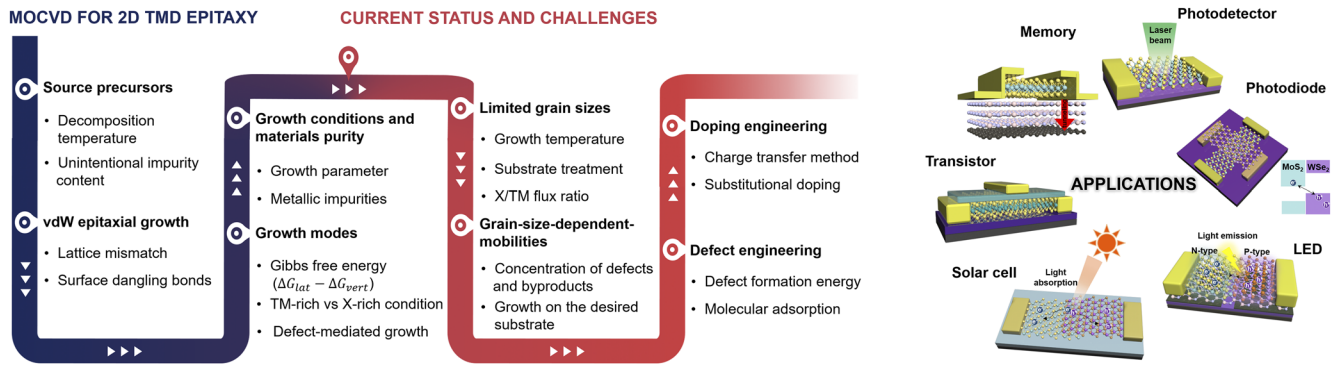 MOCVD FOR 2D TMD EPITAXY
CURRENT STATUS AND CHALLENGES
Source precursors
• Decomposition
temperature
• Unintentional impurity
content
vdW epitaxial growth
• Lattice mismatch
• Surface dangling bonds
Growth conditions and
materials purity
• Growth parameter
• Metallic impurities
Growth modes
• Gibbs free energy
(ΔG_lat − ΔG_vert)
• TM-rich vs X-rich condition
• Defect-mediated growth
Limited grain sizes
• Growth temperature
• Substrate treatment
• X/TM flux ratio
Grain-size-dependent-
mobilities
• Concentration of defects
and byproducts
• Growth on the desired
substrate
Doping engineering
• Charge transfer method
• Substitutional doping
Defect engineering
• Defect formation energy
• Molecular adsorption
Memory
Photodetector
Laser
beam
Photodiode
MoS₂ WSe₂
Transistor
APPLICATIONS
Solar cell
Light
absorption
Light emission
N-type P-type
LED